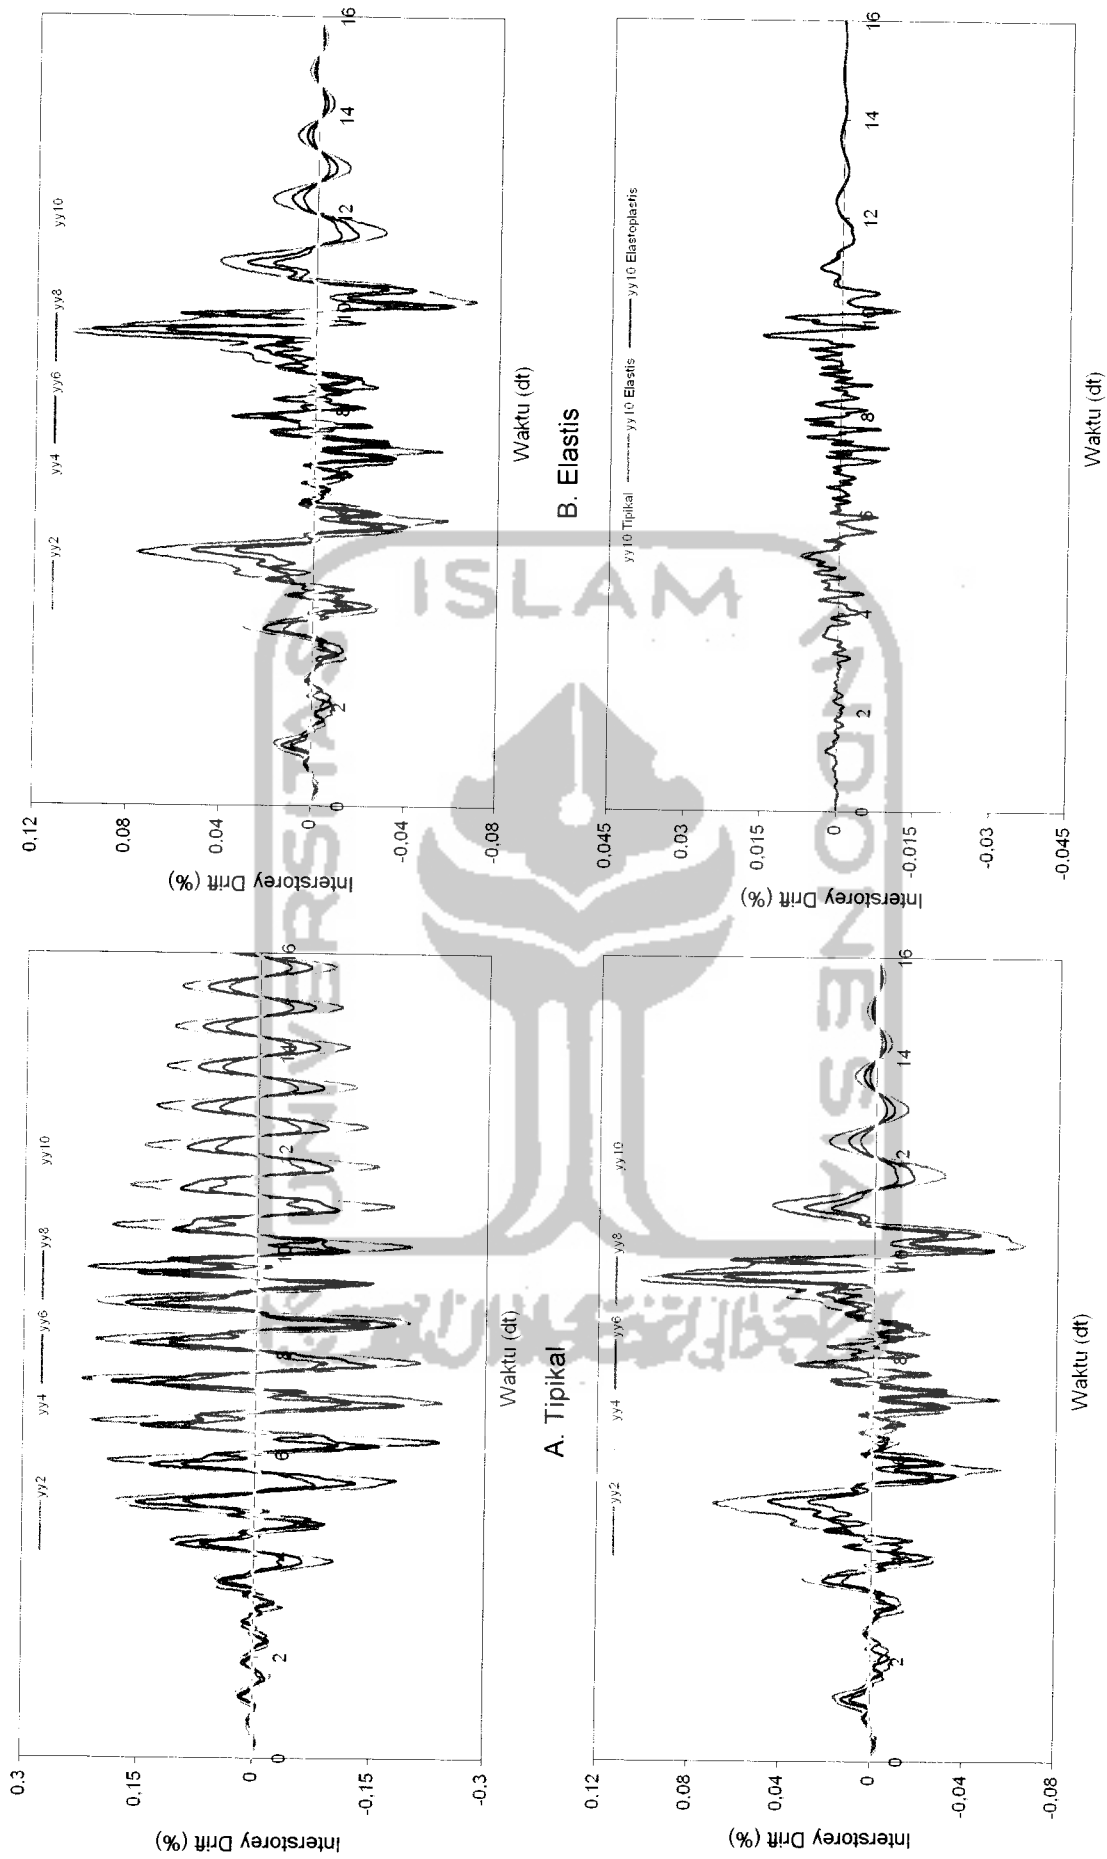 yy2 yy4 yy6 yy8 yy10
0.3
0.15
0
-0.15
-0.3
Interstorey Drift (%)
0 2 6 8 10 12 14 16
Waktu (dt)
A. Tipikal
yy2 yy4 yy6 yy8 yy10
0.12
0.08
0.04
0
-0.04
-0.08
Interstorey Drift (%)
0 2 8 10 12 14 16
Waktu (dt)
B. Elastis
yy2 yy4 yy6 yy8 yy10
0.12
0.08
0.04
0
-0.04
-0.08
Interstorey Drift (%)
0 2 8 10 12 14 16
Waktu (dt)
yy10 Tipikal yy10 Elastis yy10 Elastoplastis
0,045
0.03
0,015
0
-0,015
-0,03
-0,045
Interstorey Drift (%)
0 2 4 6 8 12 14 16
Waktu (dt)
UNIVERSITAS
ISLAM
INDONESIA